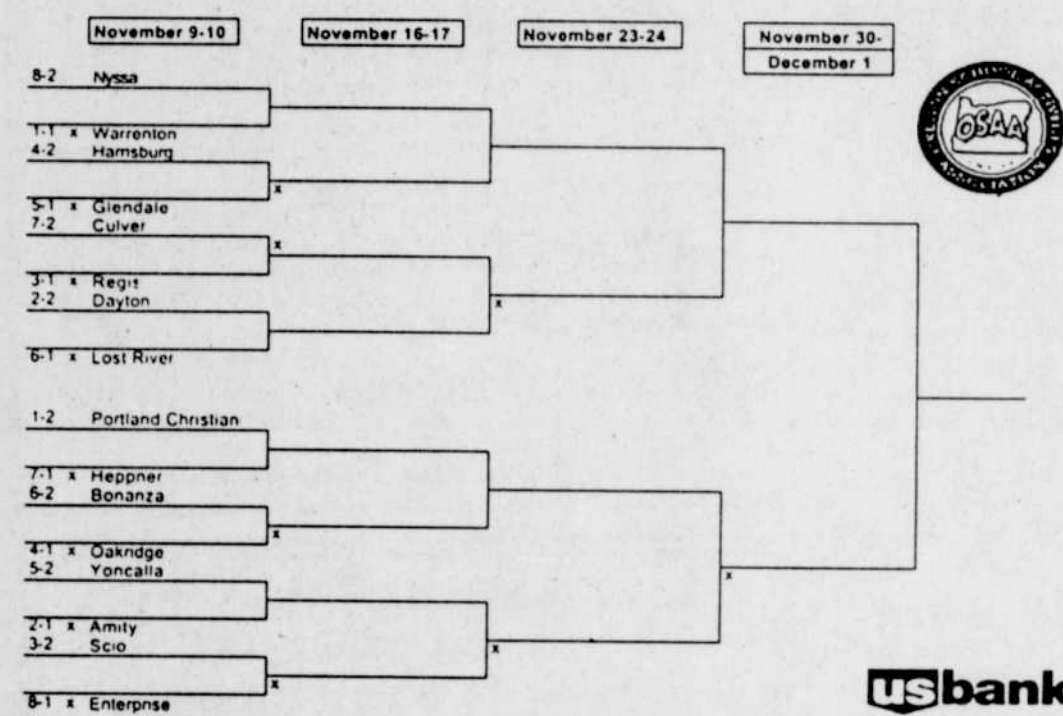 November 9-10
November 16-17
November 23-24
November 30-
December 1
8-2 Nyssa
1-1 x Warrenton
4-2 Harrisburg
x
5-1 x Glendale
7-2 Culver
x
3-1 x Regis
2-2 Dayton
x
6-1 x Lost River
1-2 Portland Christian
7-1 x Heppner
6-2 Bonanza
x
4-1 x Oakridge
5-2 Yoncalla
x
2-1 x Amity
3-2 Scio
x
x
8-1 x Enterprise
OSAA
ASSOCIATION
usbank